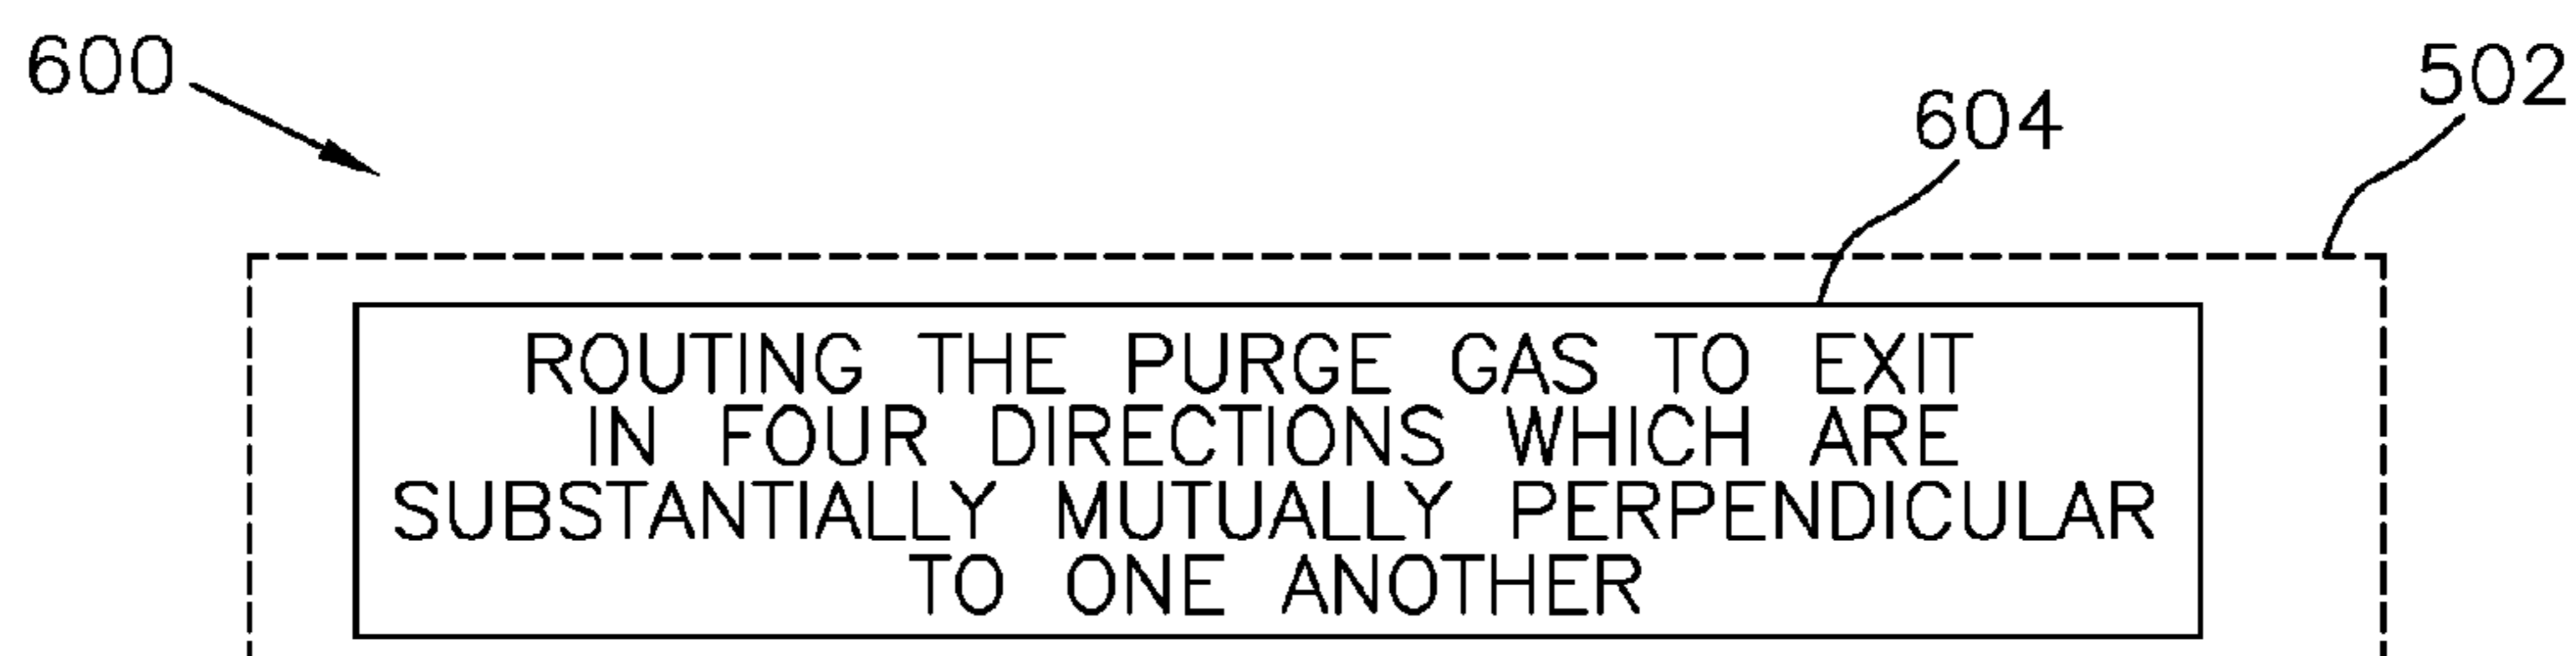 600
502
604
ROUTING THE PURGE GAS TO EXIT
IN FOUR DIRECTIONS WHICH ARE
SUBSTANTIALLY MUTUALLY PERPENDICULAR
TO ONE ANOTHER